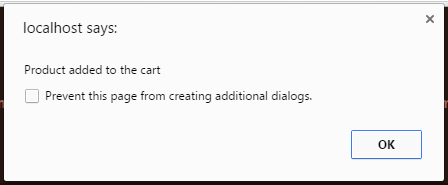 localhost says:
Product added to the cart
Prevent this page from creating additional dialogs.
OK